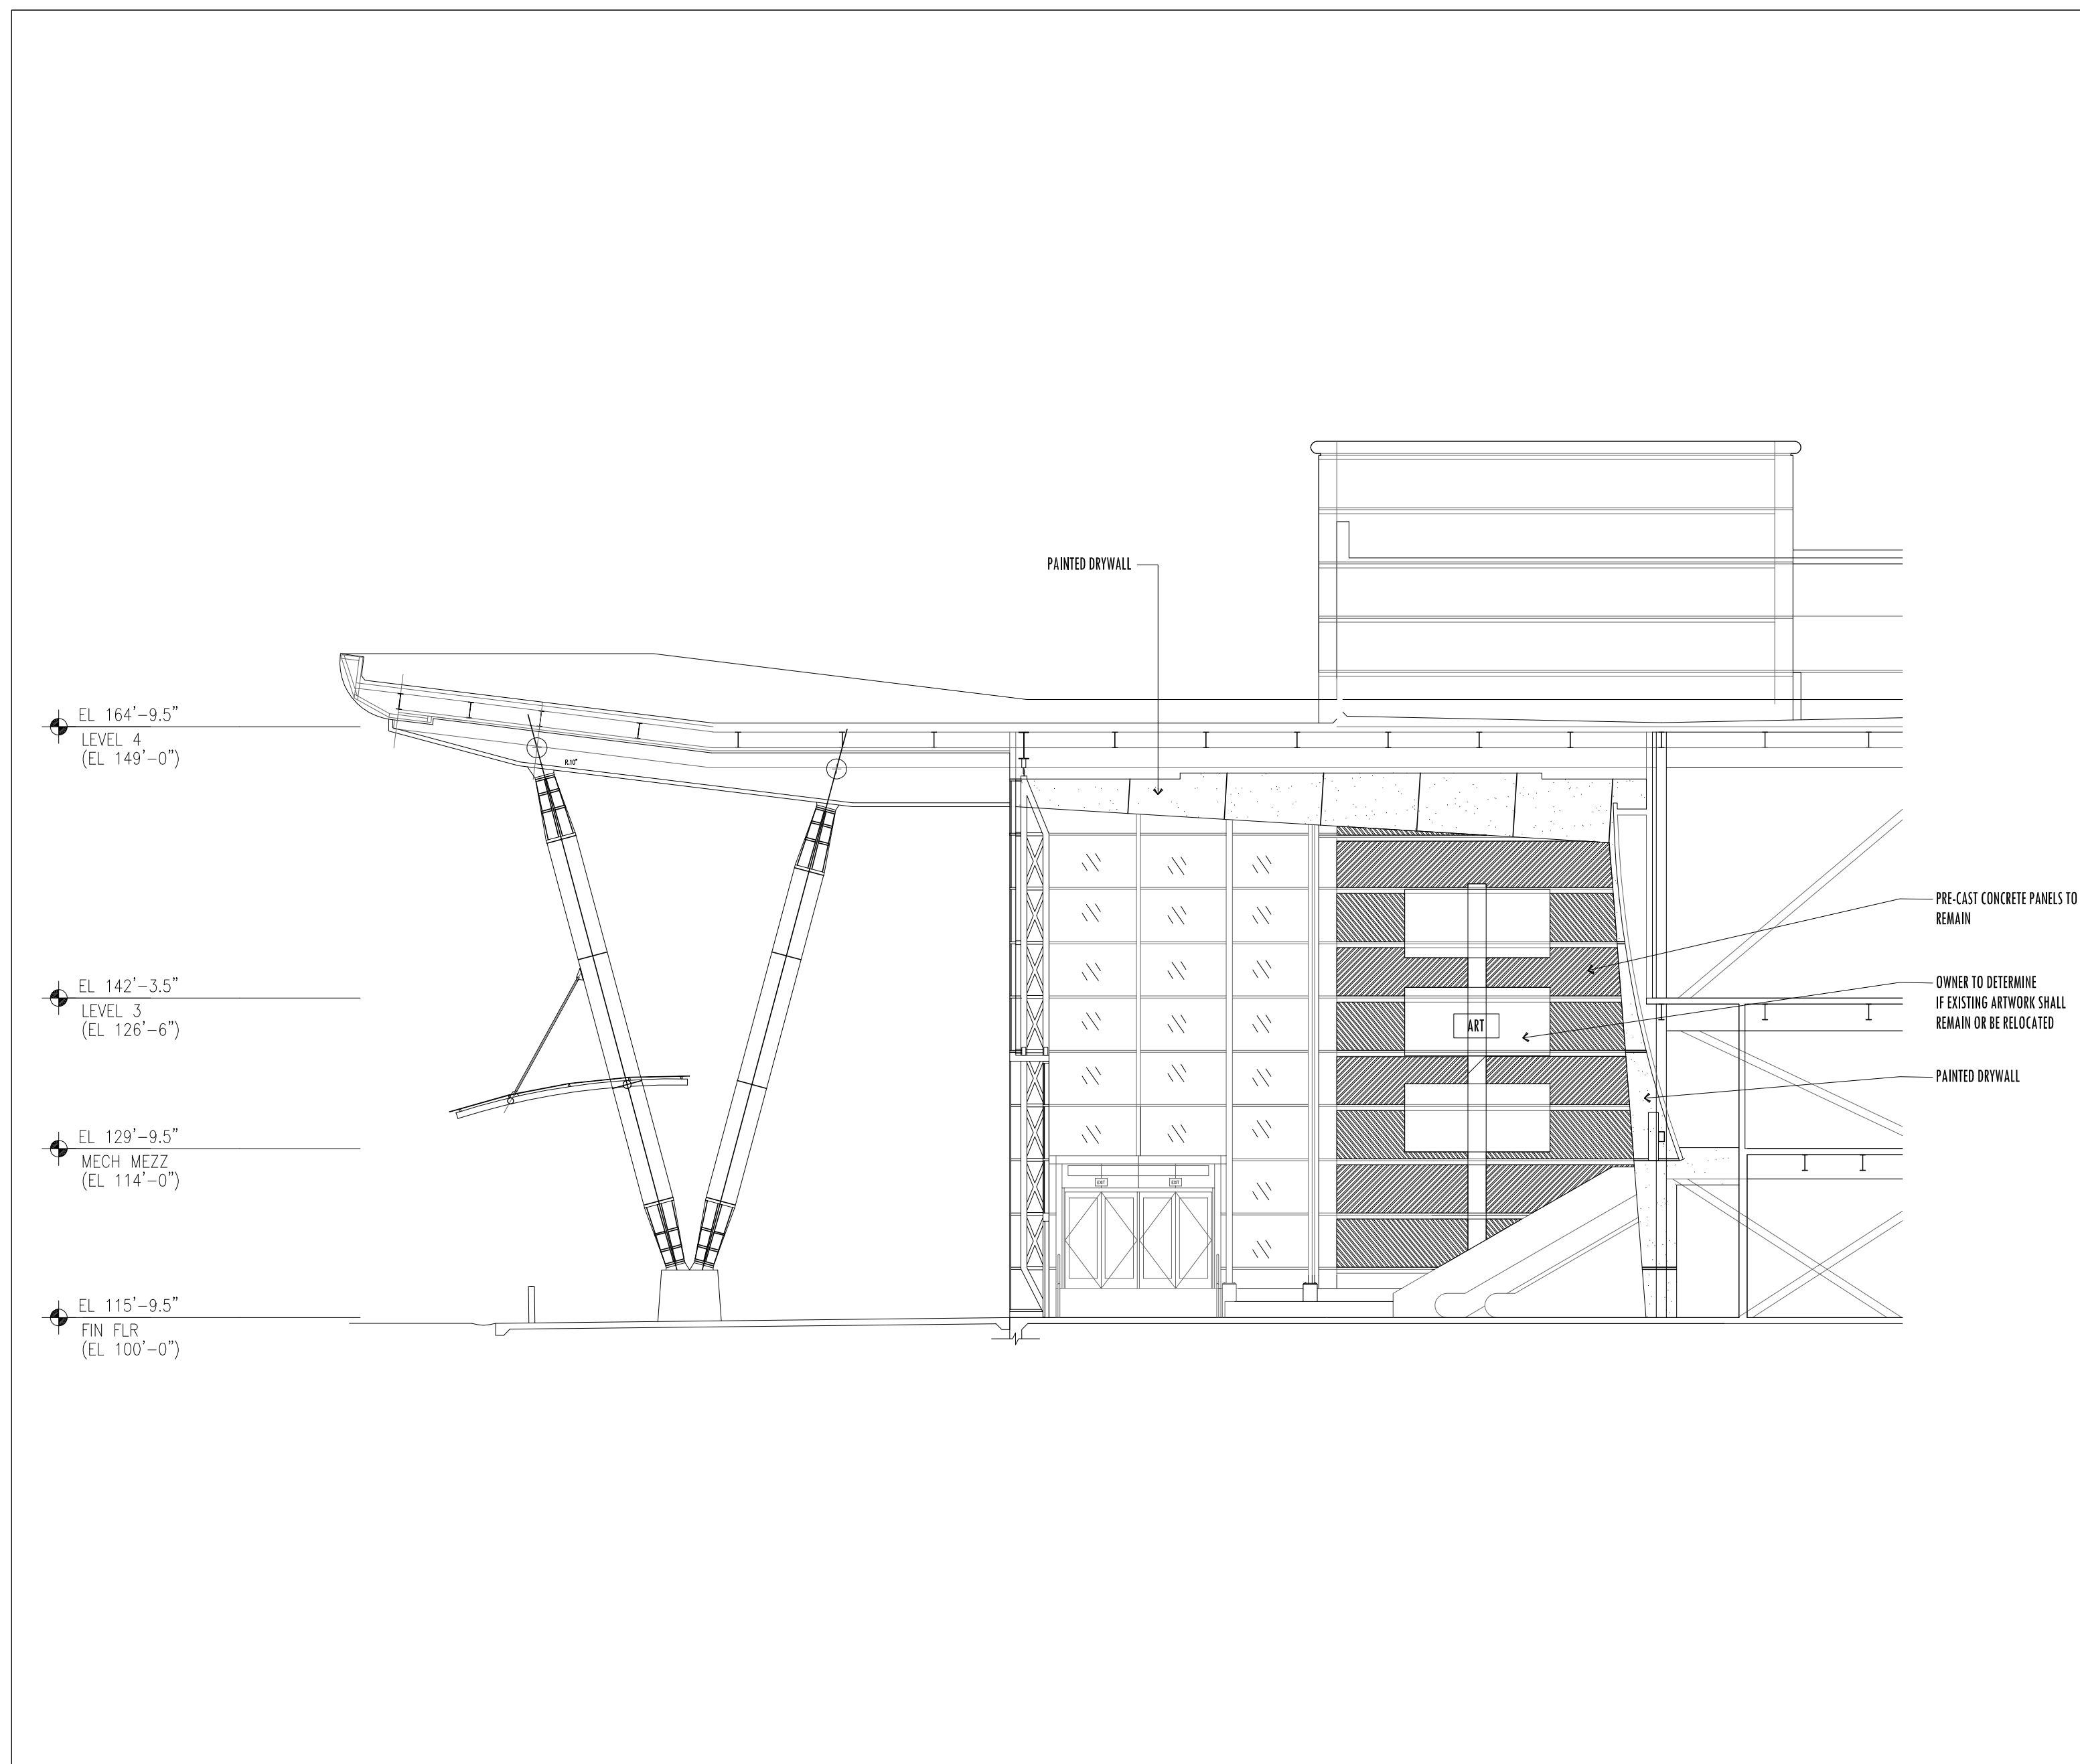 PAINTED DRYWALL
EL 164'-9.5"
LEVEL 4
(EL 149'-0")
R.10"
PRE-CAST CONCRETE PANELS TO
REMAIN
EL 142'-3.5"
LEVEL 3
(EL 126'-6")
OWNER TO DETERMINE
IF EXISTING ARTWORK SHALL
REMAIN OR BE RELOCATED
ART
PAINTED DRYWALL
EL 129'-9.5"
MECH MEZZ
(EL 114'-0")
EXIT
EXIT
EL 115'-9.5"
FIN FLR
(EL 100'-0")